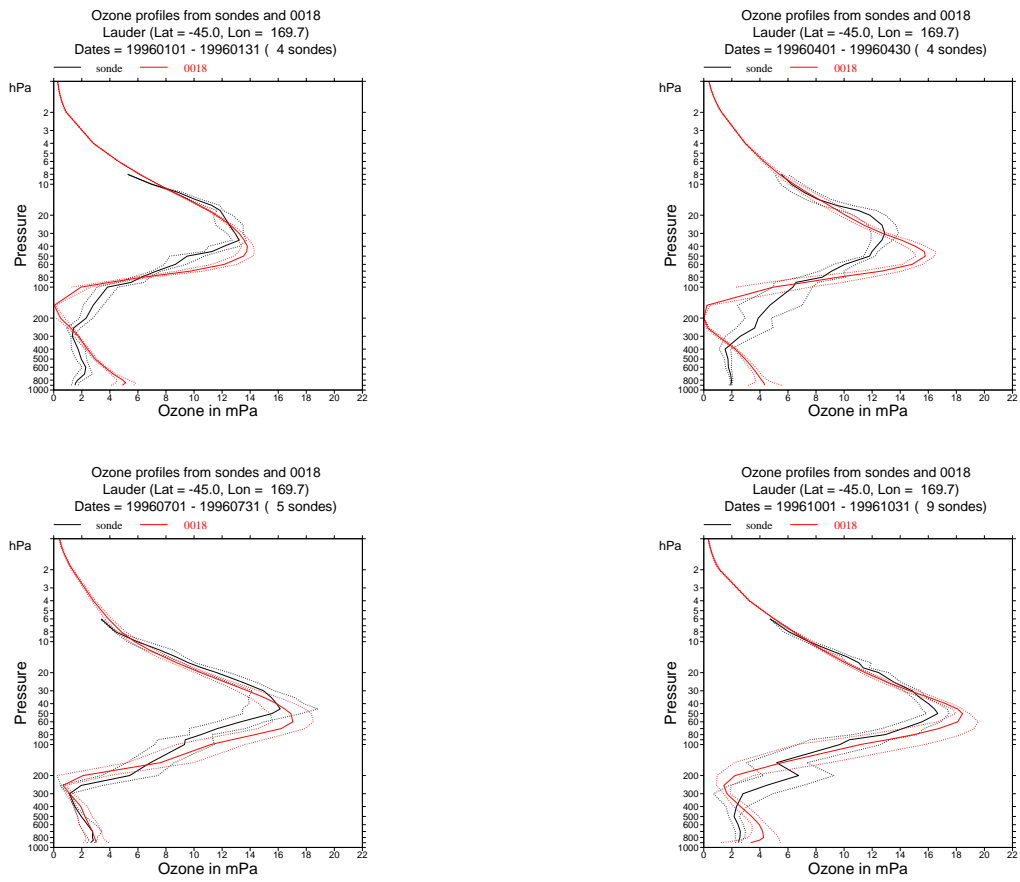 Ozone profiles from sondes and 0018
Lauder (Lat = -45.0, Lon = 169.7)
Dates = 19960101 - 19960131 ( 4 sondes)
sonde 0018
hPa
2
3
4
5
6
8
10
20
30
40
50
60
80
100
200
300
400
500
600
800
1000
Pressure
0 2 4 6 8 10 12 14 16 18 20 22
Ozone in mPa
Ozone profiles from sondes and 0018
Lauder (Lat = -45.0, Lon = 169.7)
Dates = 19960401 - 19960430 ( 4 sondes)
sonde 0018
hPa
2
3
4
5
6
8
10
20
30
40
50
60
80
100
200
300
400
500
600
800
1000
Pressure
0 2 4 6 8 10 12 14 16 18 20 22
Ozone in mPa
Ozone profiles from sondes and 0018
Lauder (Lat = -45.0, Lon = 169.7)
Dates = 19960701 - 19960731 ( 5 sondes)
sonde 0018
hPa
2
3
4
5
6
8
10
20
30
40
50
60
80
100
200
300
400
500
600
800
1000
Pressure
0 2 4 6 8 10 12 14 16 18 20 22
Ozone in mPa
Ozone profiles from sondes and 0018
Lauder (Lat = -45.0, Lon = 169.7)
Dates = 19961001 - 19961031 ( 9 sondes)
sonde 0018
hPa
2
3
4
5
6
8
10
20
30
40
50
60
80
100
200
300
400
500
600
800
1000
Pressure
0 2 4 6 8 10 12 14 16 18 20 22
Ozone in mPa